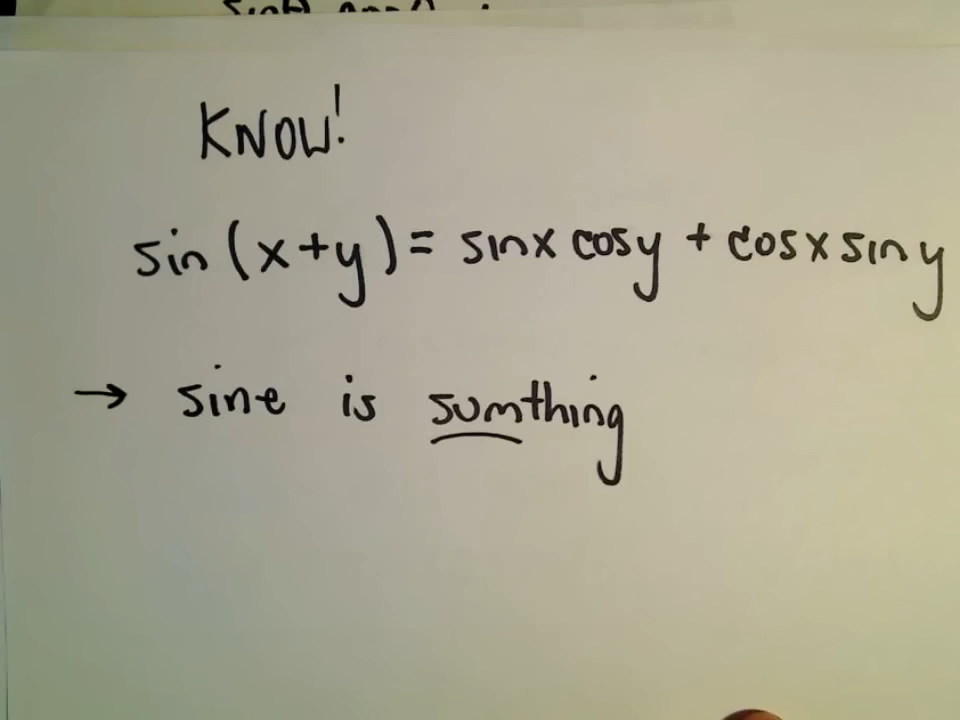 KNOW!
sin(x+y) = sinx cosy + cosx siny
→ sine is sumthing